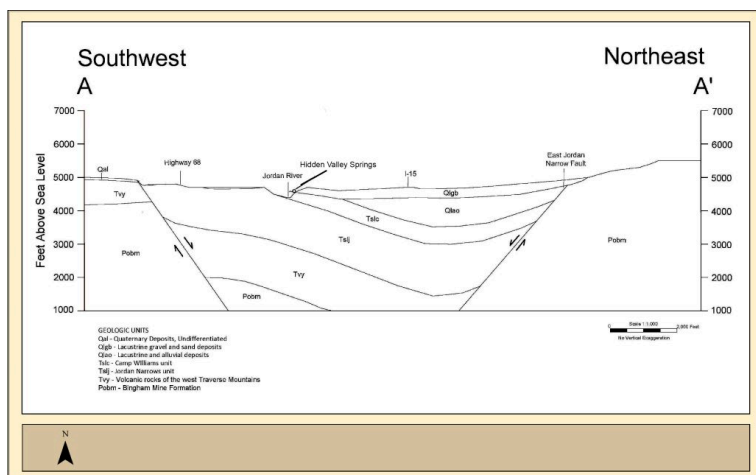 Southwest
Northeast
A
A'
7000
7000
6000
6000
5000
5000
4000
4000
3000
3000
2000
2000
1000
1000
Feet Above Sea Level
Qal
Highway 68
Hidden Valley Springs
Jordan River
I-15
East Jordan
Narrow Fault
Tvy
Qlgb
Qlao
Tslc
Tslj
Pobm
Pobm
Tvy
Pobm
GEOLOGIC UNITS
Qal - Quaternary Deposits, Undifferentiated
Qlgb - Lacustrine gravel and sand deposits
Qlao - Lacustrine and alluvial deposits
Tslc - Camp Williams unit
Tslj - Jordan Narrows unit
Tvy - Volcanic rocks of the west Traverse Mountains
Pobm - Bingham Mine Formation
Scale
0
Feet
No Vertical Exaggeration
N